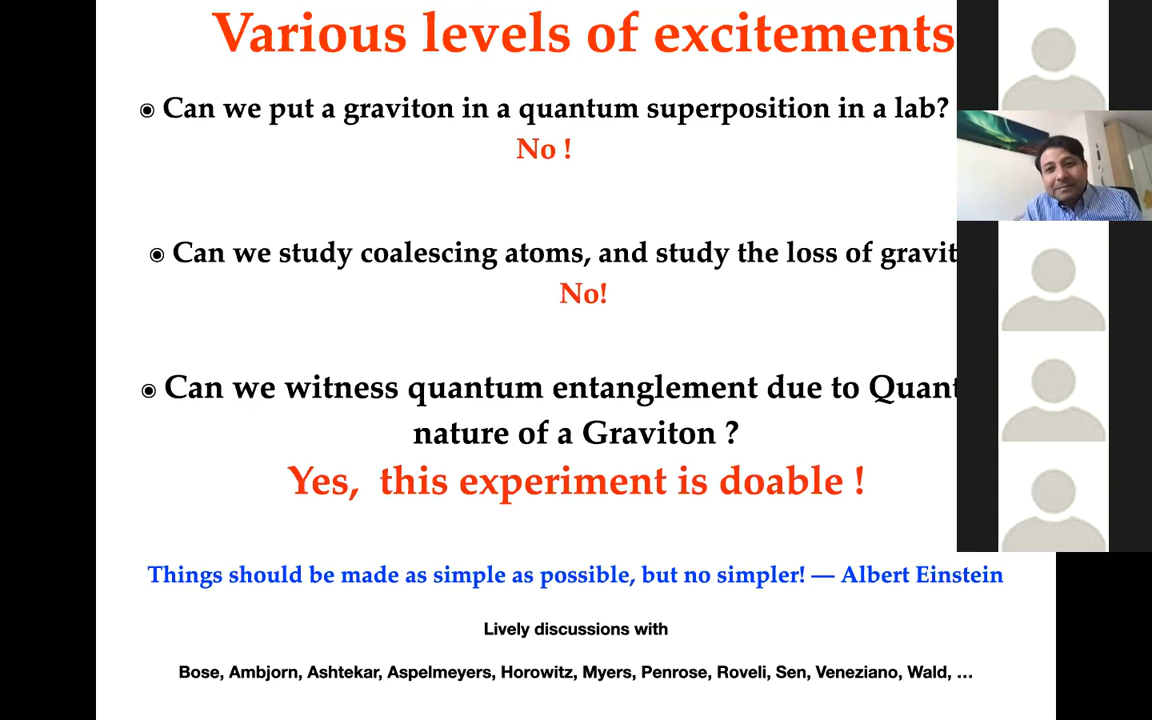 Various levels of excitements
◉ Can we put a graviton in a quantum superposition in a lab?
No !
◉ Can we study coalescing atoms, and study the loss of
No!
◉ Can we witness quantum entanglement due to
nature of a Graviton ?
Yes, this experiment is doable !
Things should be made as simple as possible, but no simpler! — Albert Einstein
Lively discussions with
Bose, Ambjorn, Ashtekar, Aspelmeyers, Horowitz, Myers, Penrose, Roveli, Sen, Veneziano, Wald, ...